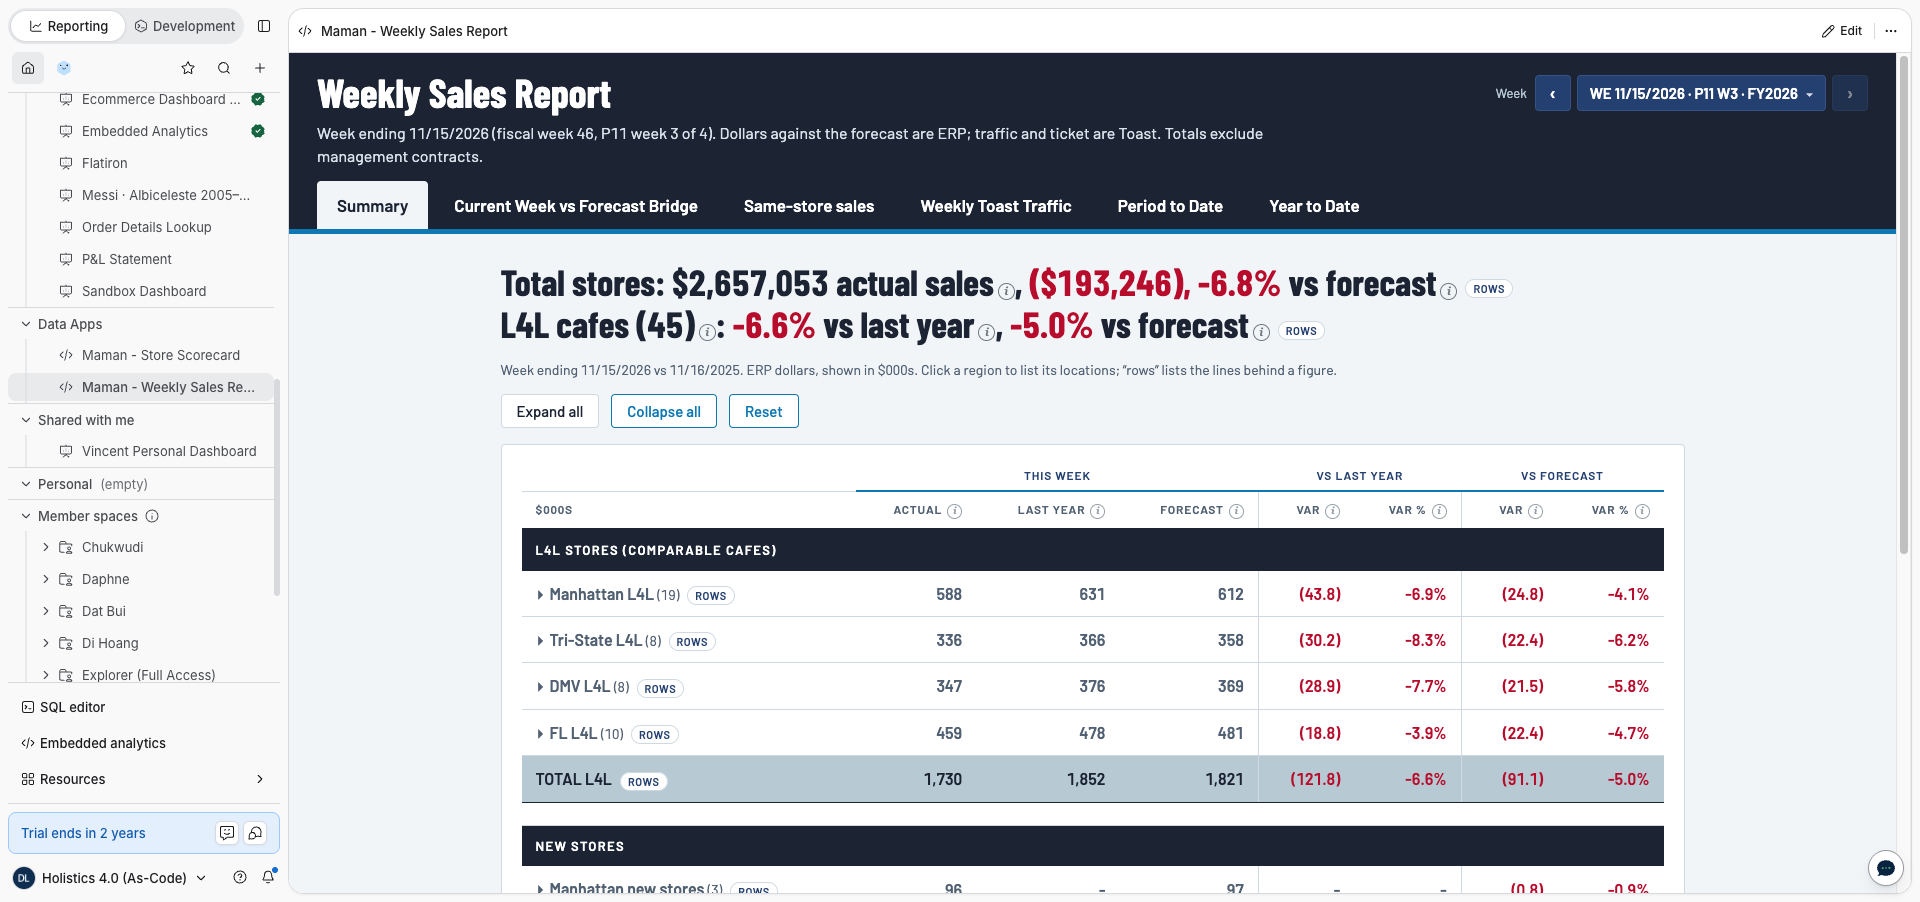 Reporting
Development
Ecommerce Dashboard ...
Embedded Analytics
Flatiron
Messi · Albiceleste 2005–...
Order Details Lookup
P&L Statement
Sandbox Dashboard
Data Apps
Maman - Store Scorecard
Maman - Weekly Sales Re...
Shared with me
Vincent Personal Dashboard
Personal (empty)
Member spaces
Chukwudi
Daphne
Dat Bui
Di Hoang
Explorer (Full Access)
SQL editor
Embedded analytics
Resources
Trial ends in 2 years
DL Holistics 4.0 (As-Code)
Maman - Weekly Sales Report
Edit
Weekly Sales Report
Week ‹ WE 11/15/2026 · P11 W3 · FY2026 ›
Week ending 11/15/2026 (fiscal week 46, P11 week 3 of 4). Dollars against the forecast are ERP; traffic and ticket are Toast. Totals exclude
management contracts.
Summary Current Week vs Forecast Bridge Same-store sales Weekly Toast Traffic Period to Date Year to Date
Total stores: $2,657,053 actual sales, ($193,246), -6.8% vs forecast ROWS
L4L cafes (45): -6.6% vs last year, -5.0% vs forecast ROWS
Week ending 11/15/2026 vs 11/16/2025. ERP dollars, shown in $000s. Click a region to list its locations; "rows" lists the lines behind a figure.
Expand all Collapse all Reset
THIS WEEK VS LAST YEAR VS FORECAST
$000S ACTUAL LAST YEAR FORECAST VAR VAR % VAR VAR %
L4L STORES (COMPARABLE CAFES)
Manhattan L4L (19) ROWS 588 631 612 (43.8) -6.9% (24.8) -4.1%
Tri-State L4L (8) ROWS 336 366 358 (30.2) -8.3% (22.4) -6.2%
DMV L4L (8) ROWS 347 376 369 (28.9) -7.7% (21.5) -5.8%
FL L4L (10) ROWS 459 478 481 (18.8) -3.9% (22.4) -4.7%
TOTAL L4L ROWS 1,730 1,852 1,821 (121.8) -6.6% (91.1) -5.0%
NEW STORES
Manhattan new stores (3) ROWS 96 - 97 - - (0.8) -0.9%